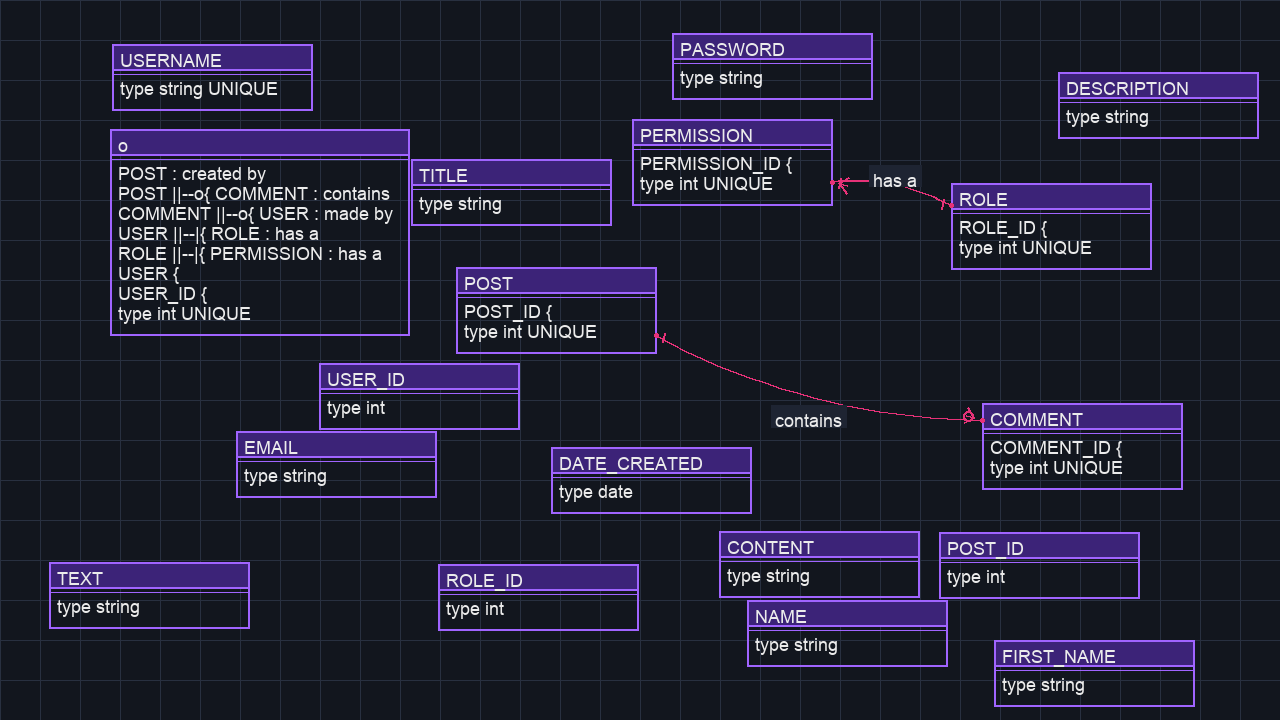 USERNAME
type string UNIQUE
PASSWORD
type string
DESCRIPTION
type string
o
POST : created by
POST ||--o{ COMMENT : contains
COMMENT ||--o{ USER : made by
USER ||--|{ ROLE : has a
ROLE ||--|{ PERMISSION : has a
USER {
USER_ID {
type int UNIQUE
TITLE
type string
PERMISSION
PERMISSION_ID {
type int UNIQUE
has a
ROLE
ROLE_ID {
type int UNIQUE
POST
POST_ID {
type int UNIQUE
USER_ID
type int
contains
COMMENT
COMMENT_ID {
type int UNIQUE
EMAIL
type string
DATE_CREATED
type date
CONTENT
type string
POST_ID
type int
TEXT
type string
ROLE_ID
type int
NAME
type string
FIRST_NAME
type string